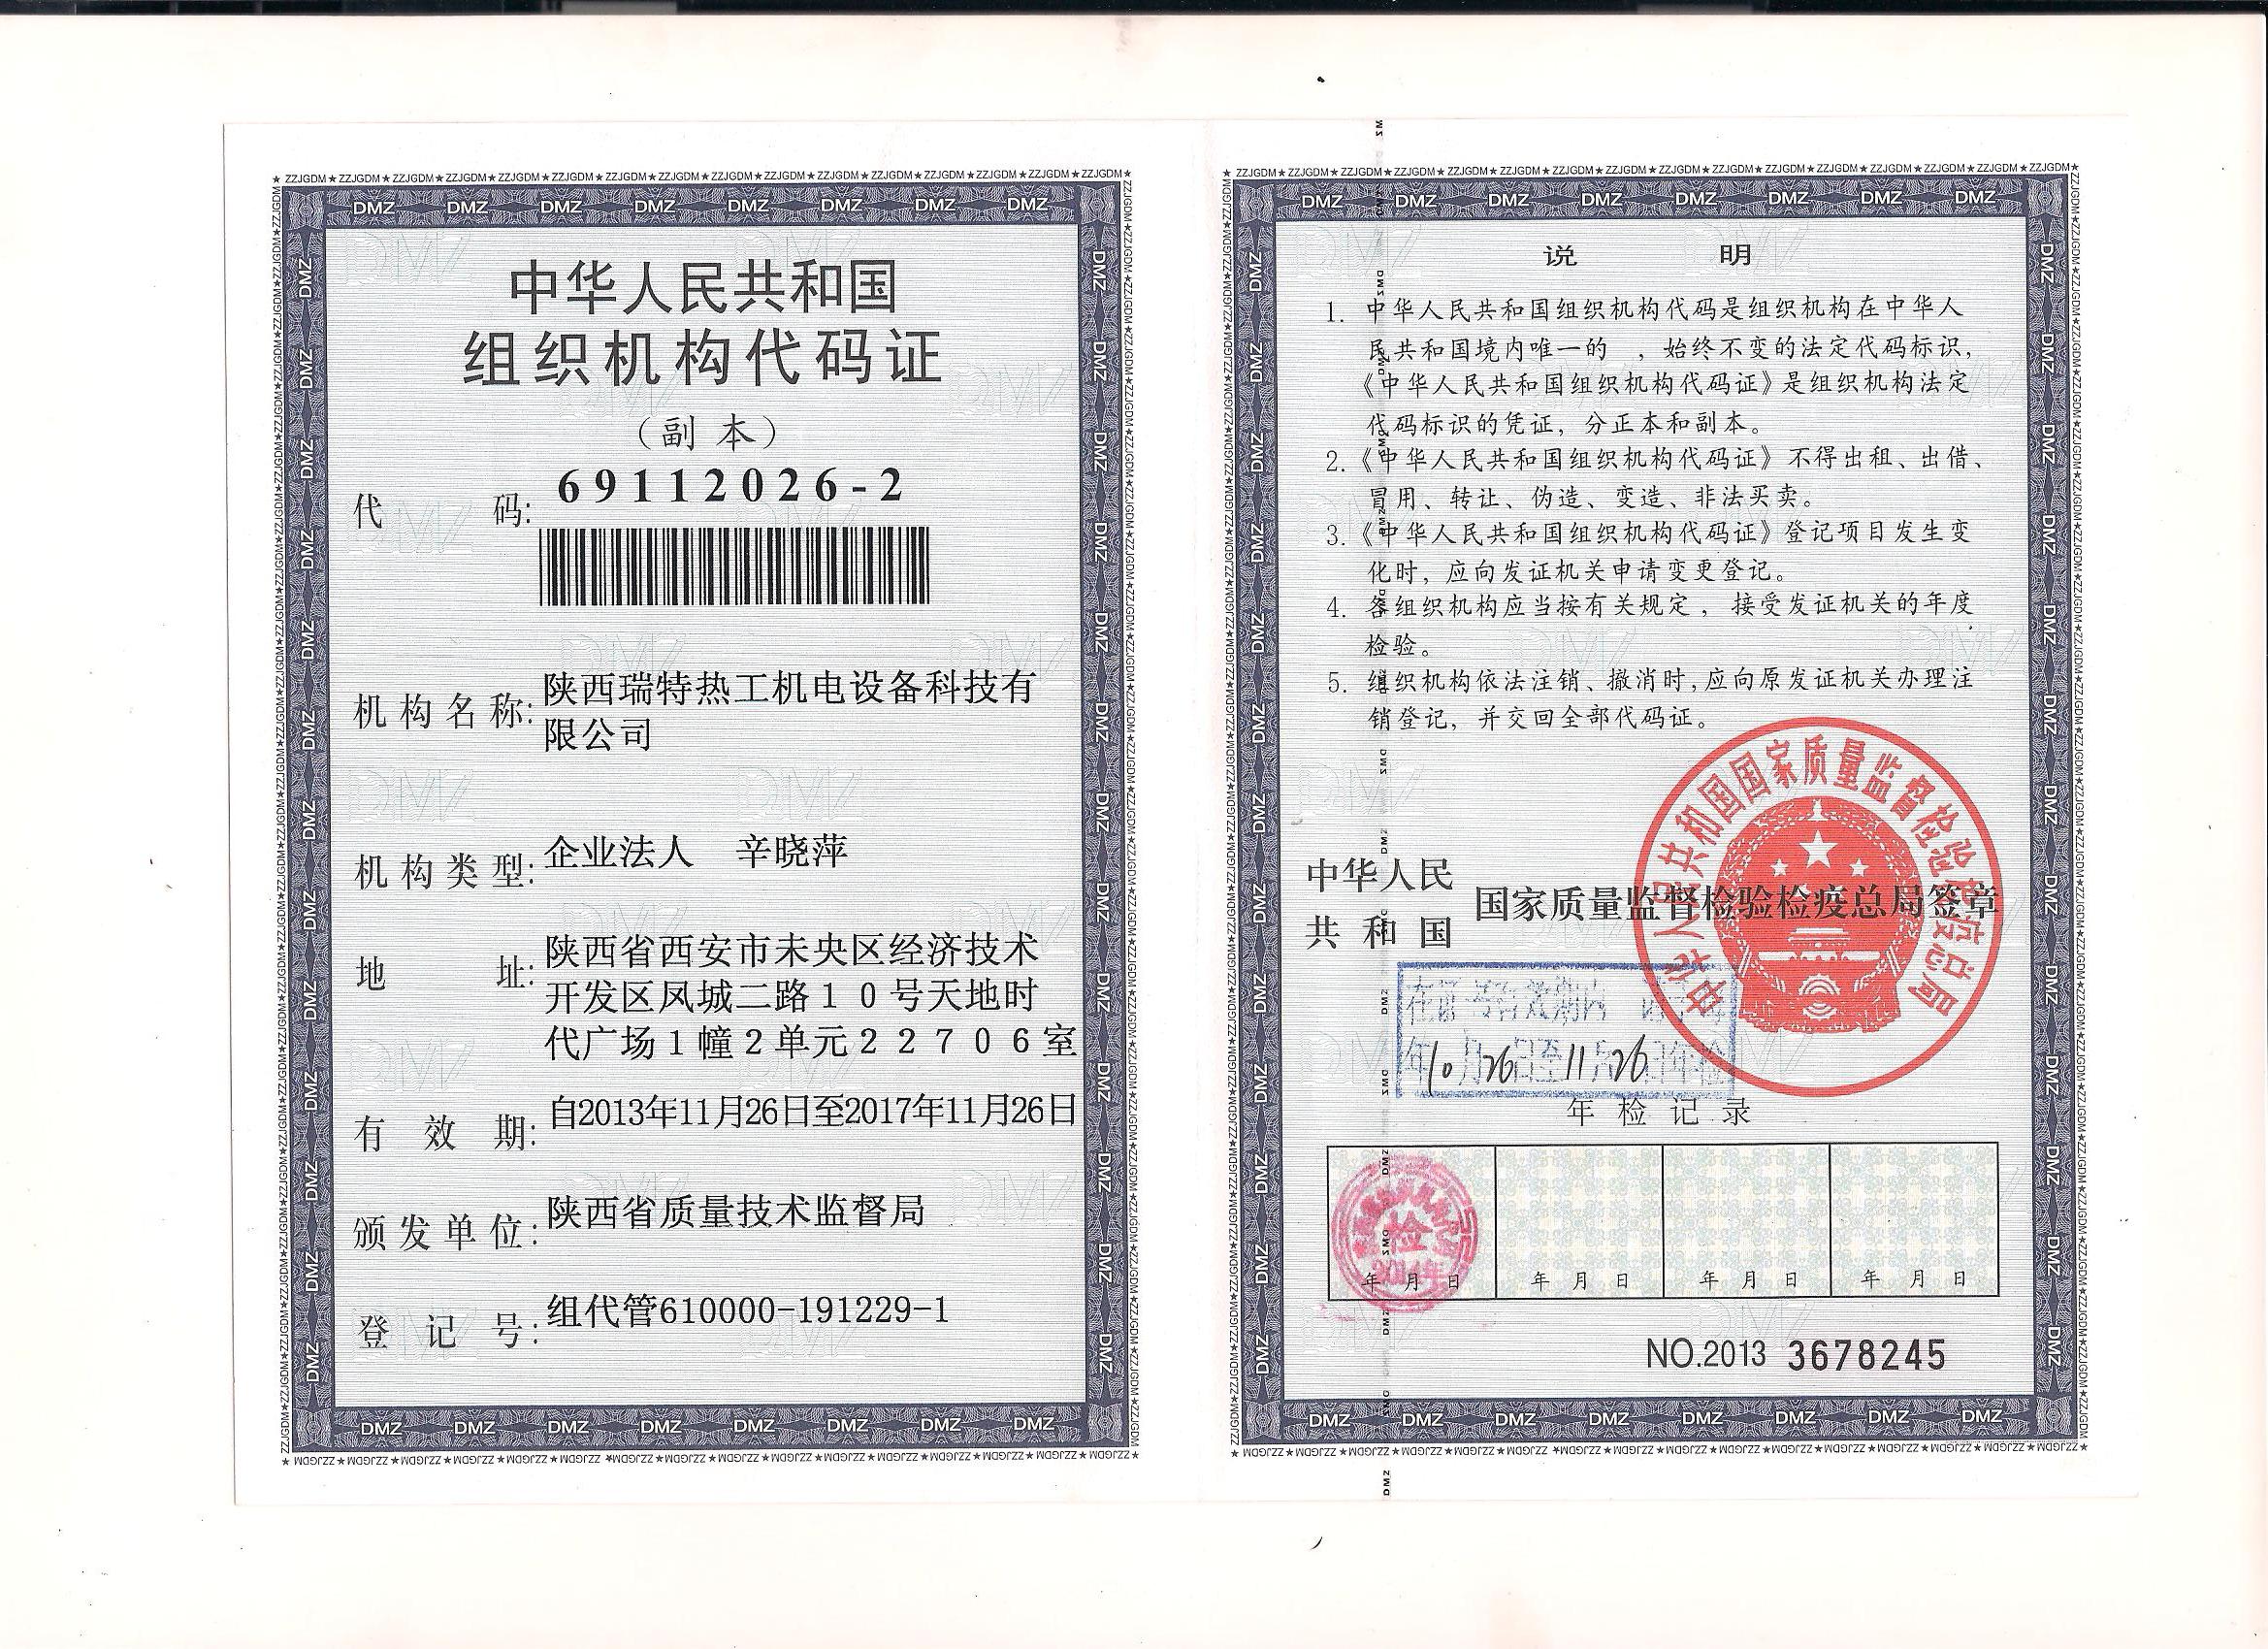 中华人民共和国
组织机构代码证
（副 本）
代 码: 69112026-2
机构名称: 陕西瑞特热工机电设备科技有
限公司
机构类型: 企业法人 辛晓萍
地 址: 陕西省西安市未央区经济技术
开发区凤城二路１０号天地时
代广场１幢２单元２２７０６室
有 效 期: 自2013年11月26日至2017年11月26日
颁发单位: 陕西省质量技术监督局
登 记 号: 组代管610000-191229-1
说 明
1. 中华人民共和国组织机构代码是组织机构在中华人
民共和国境内唯一的 ，始终不变的法定代码标识，
《中华人民共和国组织机构代码证》是组织机构法定
代码标识的凭证，分正本和副本。
2.《中华人民共和国组织机构代码证》不得出租、出借、
冒用、转让、伪造、变造、非法买卖。
3.《中华人民共和国组织机构代码证》登记项目发生变
化时，应向发证机关申请变更登记。
4. 各组织机构应当按有关规定，接受发证机关的年度
检验。
5. 组织机构依法注销、撤消时,应向原发证机关办理注
销登记，并交回全部代码证。
中华人民共和国国家质量监督检验检疫总局
中华人民
共 和 国 国家质量监督检验检疫总局签章
年10月26日至11月26日年检
年 检 记 录
检
2014年
年 月 日 年 月 日 年 月 日 年 月 日
NO.2013 3678245